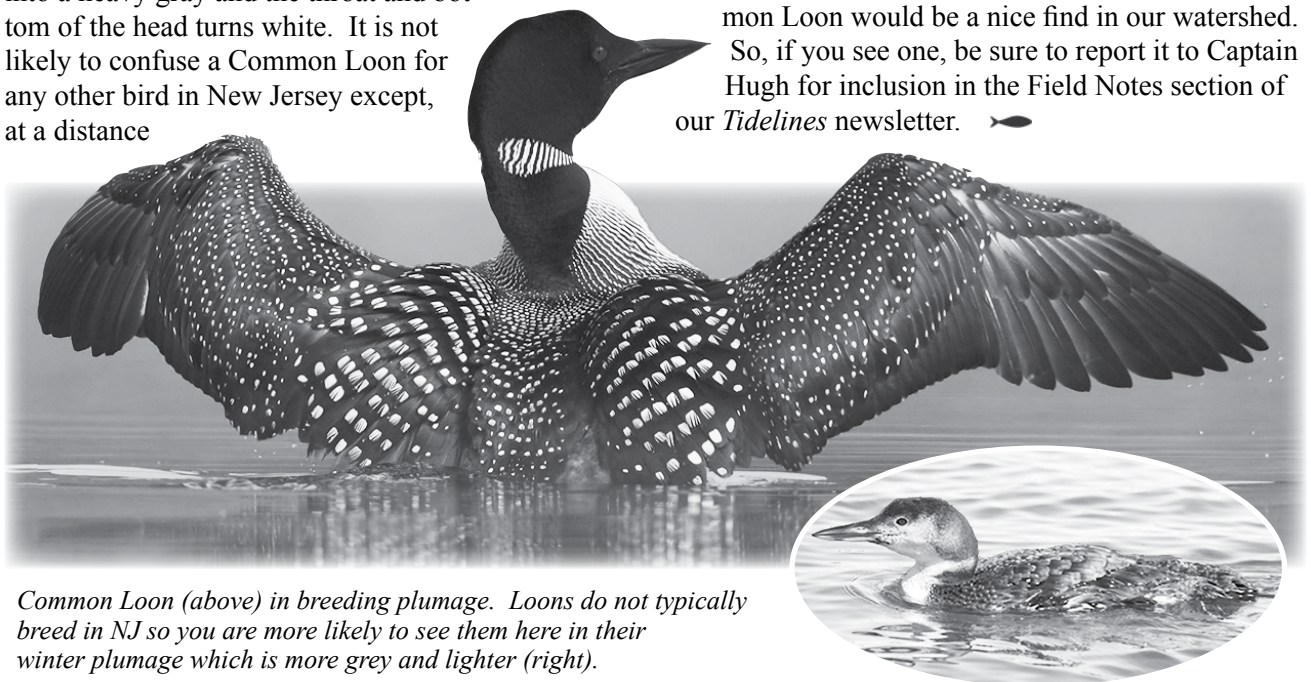 into a heavy gray and the throat and bot-
tom of the head turns white. It is not
likely to confuse a Common Loon for
any other bird in New Jersey except,
at a distance
mon Loon would be a nice find in our watershed.
So, if you see one, be sure to report it to Captain
Hugh for inclusion in the Field Notes section of
our Tidelines newsletter.
Common Loon (above) in breeding plumage. Loons do not typically
breed in NJ so you are more likely to see them here in their
winter plumage which is more grey and lighter (right).